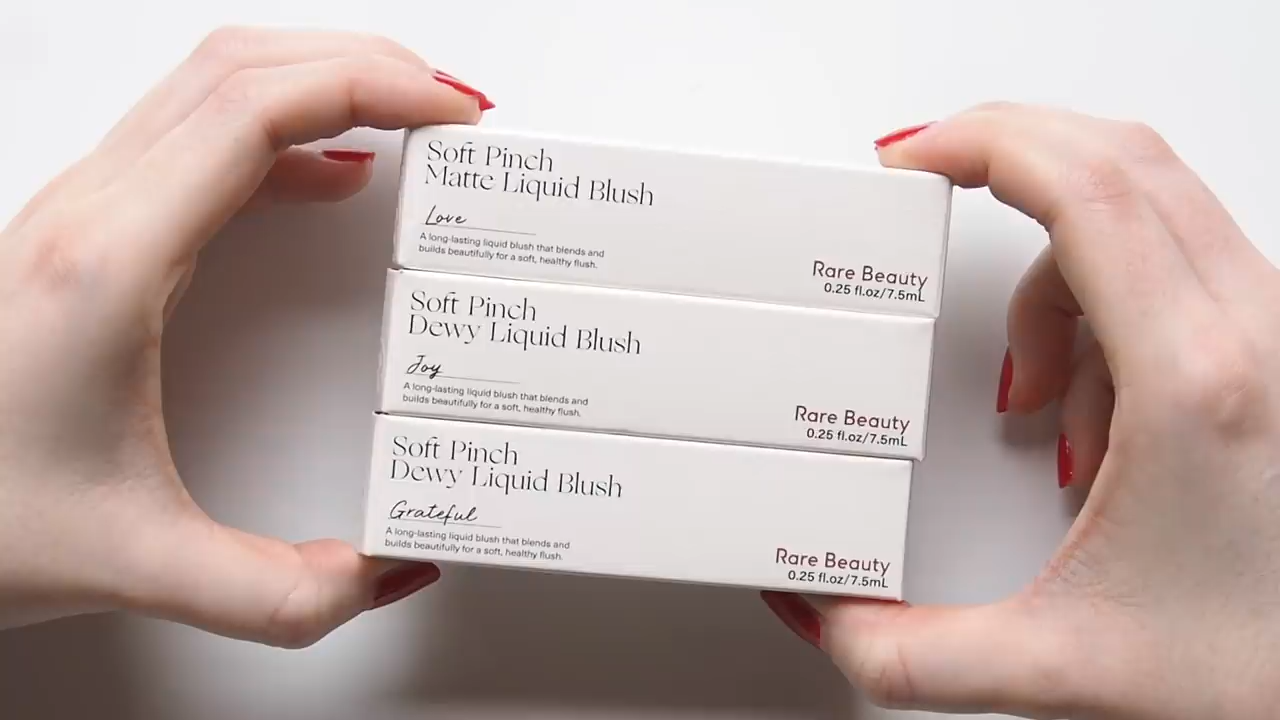 Soft Pinch
Matte Liquid Blush
Love
A long-lasting liquid blush that blends and
builds beautifully for a soft, healthy flush.
Rare Beauty
0.25 fl.oz/7.5mL
Soft Pinch
Dewy Liquid Blush
Joy
A long-lasting liquid blush that blends and
builds beautifully for a soft, healthy flush.
Rare Beauty
0.25 fl.oz/7.5mL
Soft Pinch
Dewy Liquid Blush
Grateful
A long-lasting liquid blush that blends and
builds beautifully for a soft, healthy flush.
Rare Beauty
0.25 fl.oz/7.5mL